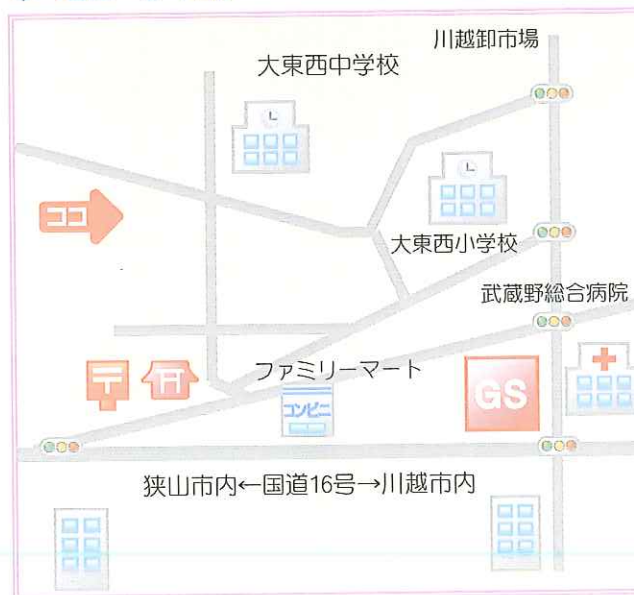 川越卸市場
大東西中学校
ココ
大東西小学校
武蔵野総合病院
〒
ファミリーマート
コンビニ
GS
狭山市内←国道16号→川越市内